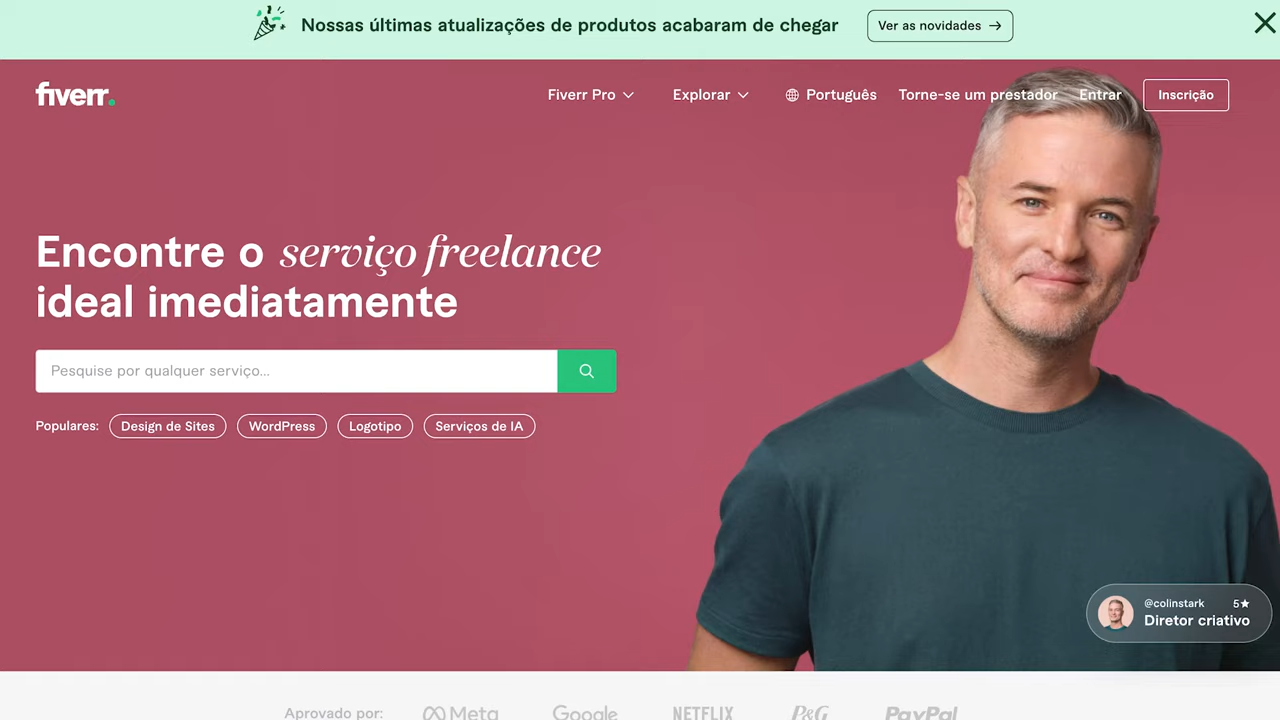 Nossas últimas atualizações de produtos acabaram de chegar
Ver as novidades →
fiverr.
Fiverr Pro
Explorar
Português
Torne-se um prestador
Entrar
Inscrição
Encontre o serviço freelance
ideal imediatamente
Pesquise por qualquer serviço...
Populares:
Design de Sites
WordPress
Logotipo
Serviços de IA
@colinstark
5★
Diretor criativo
Aprovado por:
Meta
Google
NETFLIX
P&G
PayPal